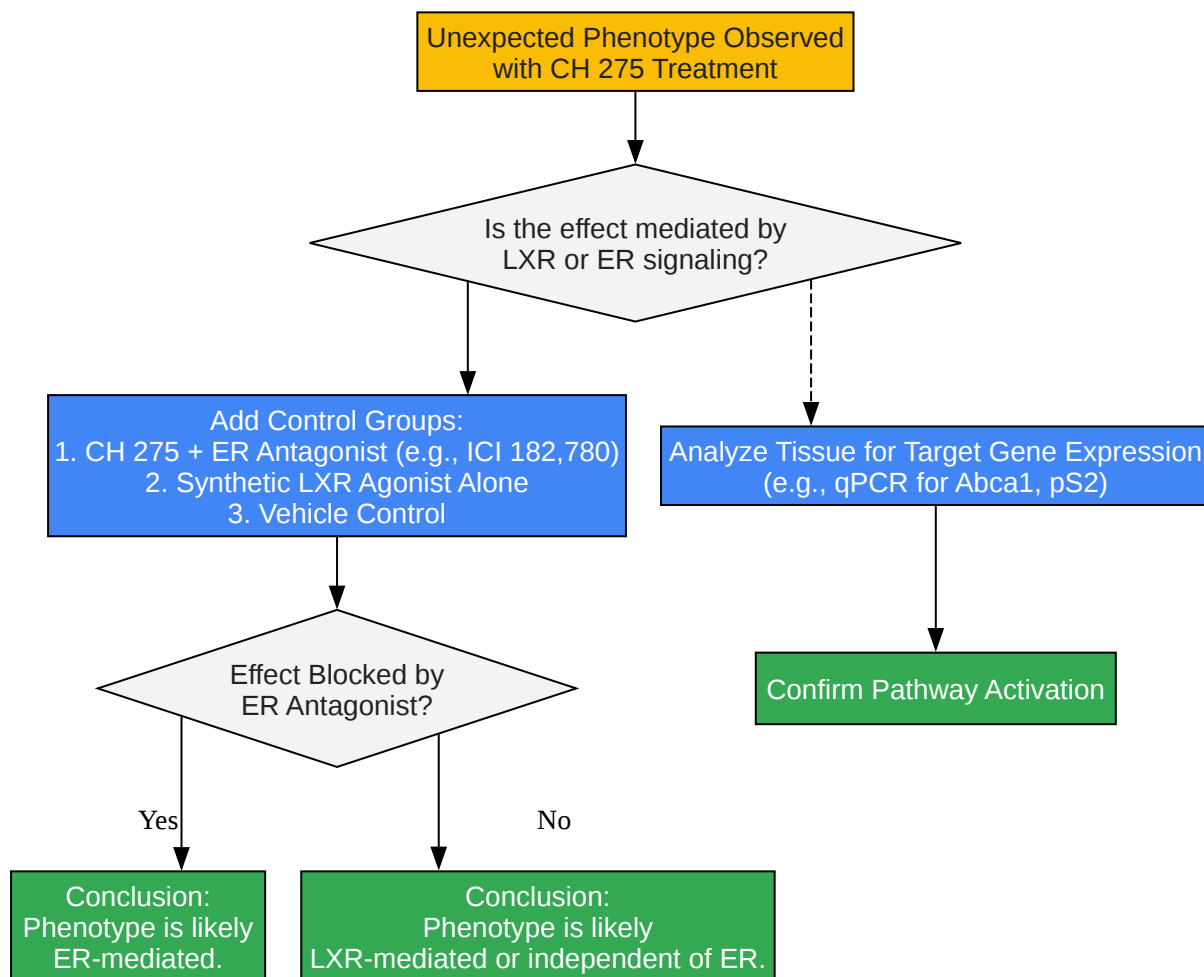 Unexpected Phenotype Observed
with CH 275 Treatment
Is the effect mediated by
LXR or ER signaling?
Add Control Groups:
1. CH 275 + ER Antagonist (e.g., ICI 182,780)
2. Synthetic LXR Agonist Alone
3. Vehicle Control
Analyze Tissue for Target Gene Expression
(e.g., qPCR for Abca1, pS2)
Effect Blocked by
ER Antagonist?
Confirm Pathway Activation
Yes
No
Conclusion:
Phenotype is likely
ER-mediated.
Conclusion:
Phenotype is likely
LXR-mediated or independent of ER.